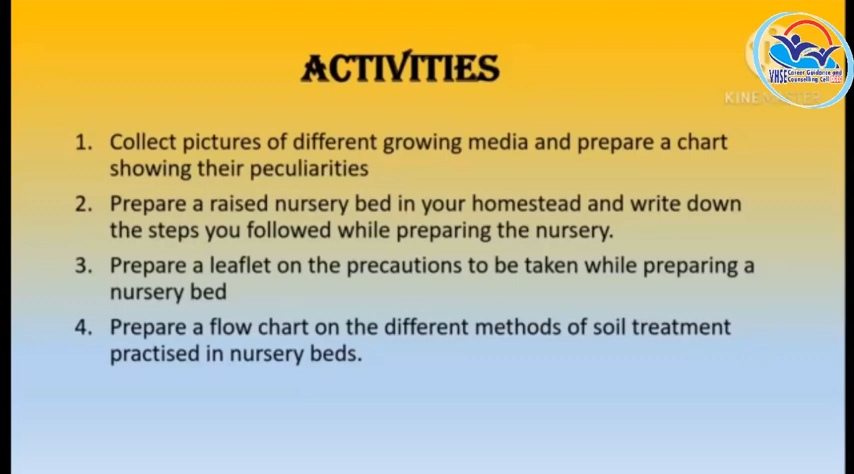 ACTIVITIES
VHSE Career Guidance and
Counselling Cell
1. Collect pictures of different growing media and prepare a chart
showing their peculiarities
2. Prepare a raised nursery bed in your homestead and write down
the steps you followed while preparing the nursery.
3. Prepare a leaflet on the precautions to be taken while preparing a
nursery bed
4. Prepare a flow chart on the different methods of soil treatment
practised in nursery beds.